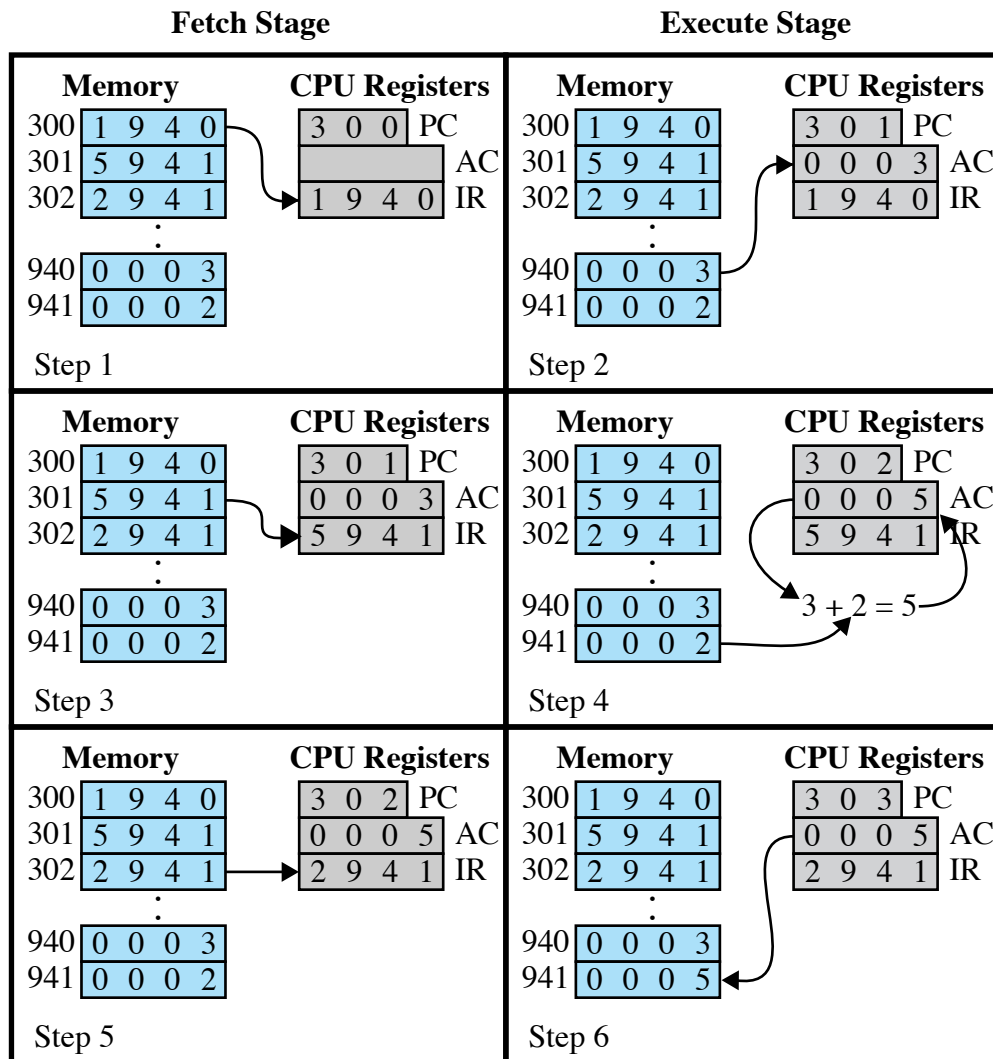 Fetch Stage Execute Stage
Memory CPU Registers
300 1 9 4 0 3 0 0 PC
301 5 9 4 1 AC
302 2 9 4 1 1 9 4 0 IR
940 0 0 0 3
941 0 0 0 2
Step 1
Memory CPU Registers
300 1 9 4 0 3 0 1 PC
301 5 9 4 1 0 0 0 3 AC
302 2 9 4 1 1 9 4 0 IR
940 0 0 0 3
941 0 0 0 2
Step 2
Memory CPU Registers
300 1 9 4 0 3 0 1 PC
301 5 9 4 1 0 0 0 3 AC
302 2 9 4 1 5 9 4 1 IR
940 0 0 0 3
941 0 0 0 2
Step 3
Memory CPU Registers
300 1 9 4 0 3 0 2 PC
301 5 9 4 1 0 0 0 5 AC
302 2 9 4 1 5 9 4 1 IR
940 0 0 0 3 3 + 2 = 5
941 0 0 0 2
Step 4
Memory CPU Registers
300 1 9 4 0 3 0 2 PC
301 5 9 4 1 0 0 0 5 AC
302 2 9 4 1 2 9 4 1 IR
940 0 0 0 3
941 0 0 0 2
Step 5
Memory CPU Registers
300 1 9 4 0 3 0 3 PC
301 5 9 4 1 0 0 0 5 AC
302 2 9 4 1 2 9 4 1 IR
940 0 0 0 3
941 0 0 0 5
Step 6